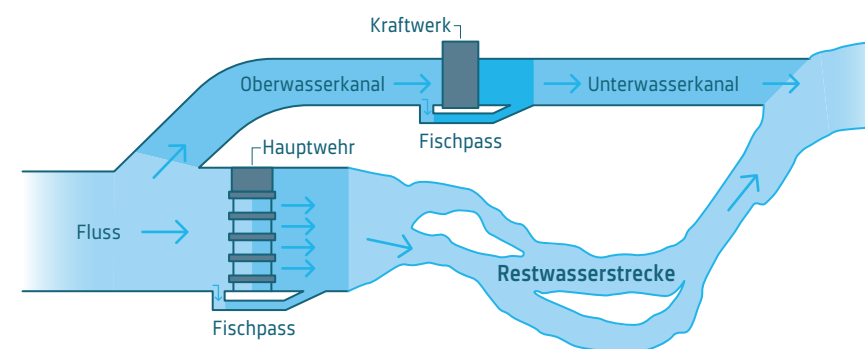 Kraftwerk
Oberwasserkanal
Unterwasserkanal
Fischpass
Hauptwehr
Fluss
Restwasserstrecke
Fischpass